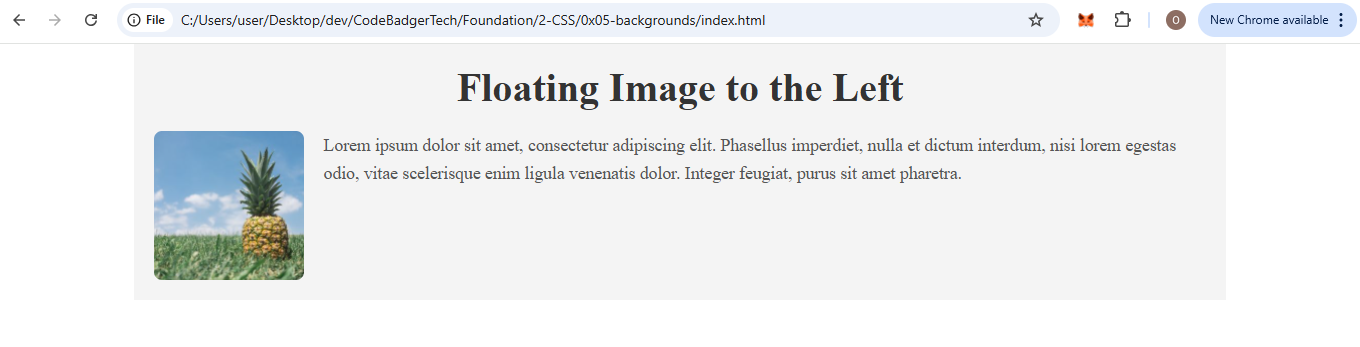 File
C:/Users/user/Desktop/dev/CodeBadgerTech/Foundation/2-CSS/0x05-backgrounds/index.html
O
New Chrome available
Floating Image to the Left
Lorem ipsum dolor sit amet, consectetur adipiscing elit. Phasellus imperdiet, nulla et dictum interdum, nisi lorem egestas
odio, vitae scelerisque enim ligula venenatis dolor. Integer feugiat, purus sit amet pharetra.